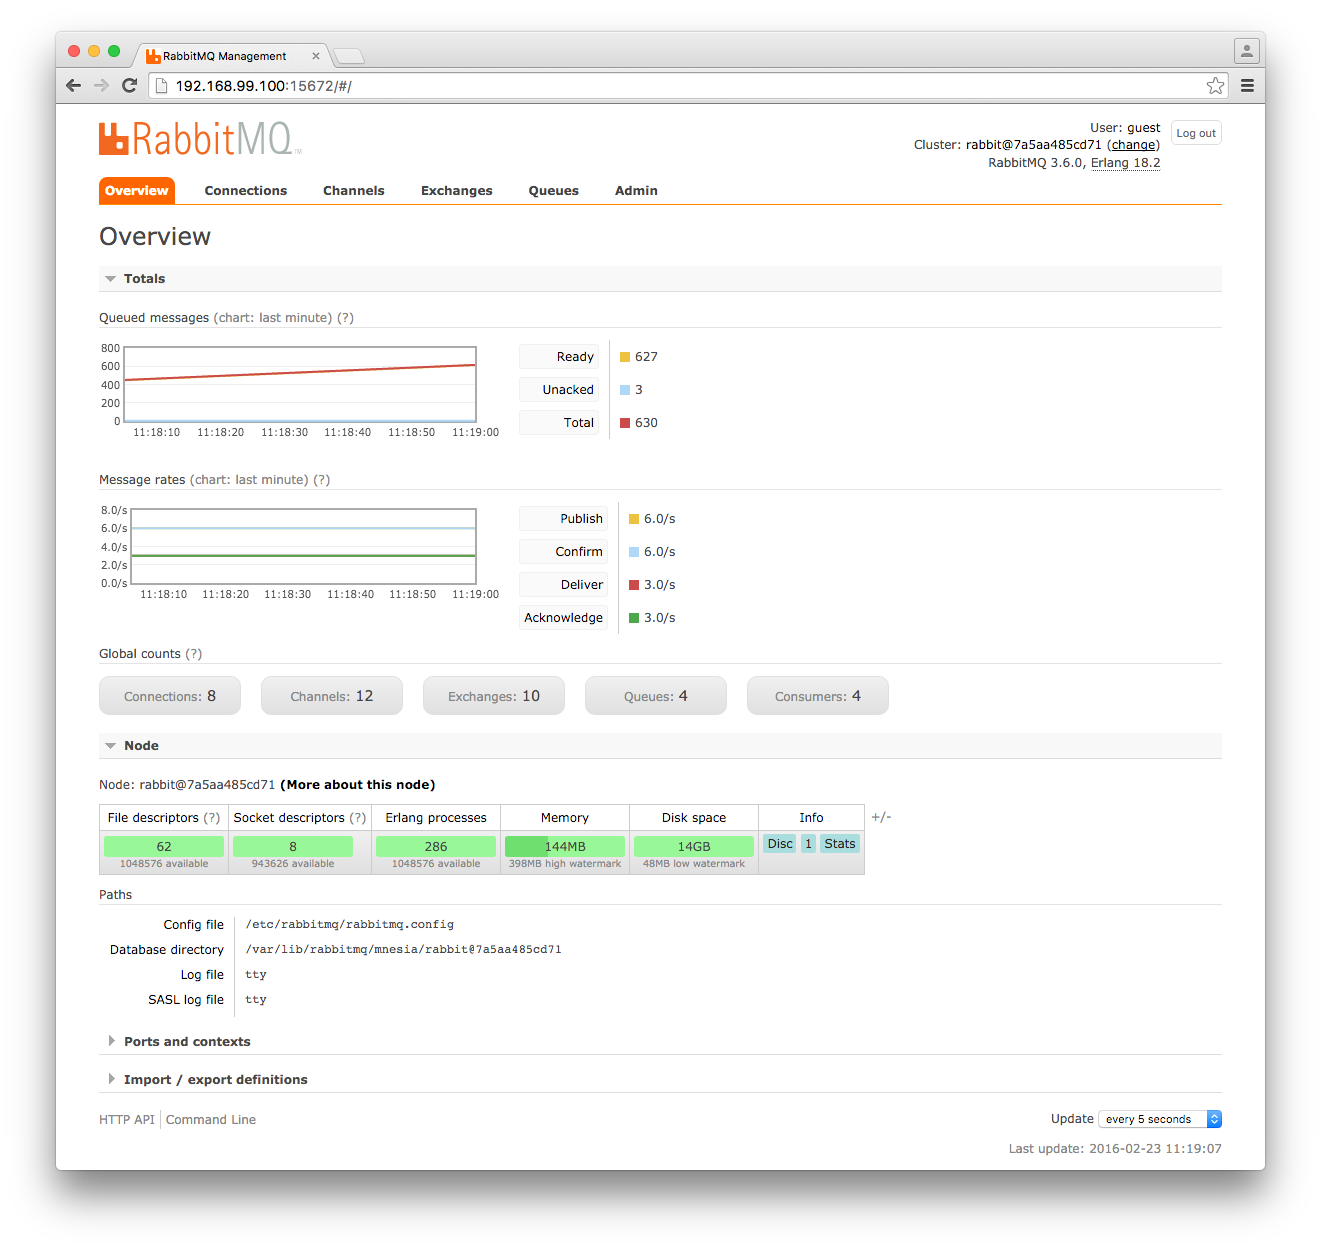 RabbitMQ Management
192.168.99.100:15672/#/
RabbitMQ™
User: guest
Log out
Cluster: rabbit@7a5aa485cd71 (change)
RabbitMQ 3.6.0, Erlang 18.2
Overview Connections Channels Exchanges Queues Admin
Overview
Totals
Queued messages (chart: last minute) (?)
800
600
400
200
0
11:18:10 11:18:20 11:18:30 11:18:40 11:18:50 11:19:00
Ready 627
Unacked 3
Total 630
Message rates (chart: last minute) (?)
8.0/s
6.0/s
4.0/s
2.0/s
0.0/s
11:18:10 11:18:20 11:18:30 11:18:40 11:18:50 11:19:00
Publish 6.0/s
Confirm 6.0/s
Deliver 3.0/s
Acknowledge 3.0/s
Global counts (?)
Connections: 8 Channels: 12 Exchanges: 10 Queues: 4 Consumers: 4
Node
Node: rabbit@7a5aa485cd71 (More about this node)
File descriptors (?) Socket descriptors (?) Erlang processes Memory Disk space Info +/-
62 8 286 144MB 14GB Disc 1 Stats
1048576 available 943626 available 1048576 available 398MB high watermark 48MB low watermark
Paths
Config file /etc/rabbitmq/rabbitmq.config
Database directory /var/lib/rabbitmq/mnesia/rabbit@7a5aa485cd71
Log file tty
SASL log file tty
Ports and contexts
Import / export definitions
HTTP API Command Line
Update every 5 seconds
Last update: 2016-02-23 11:19:07